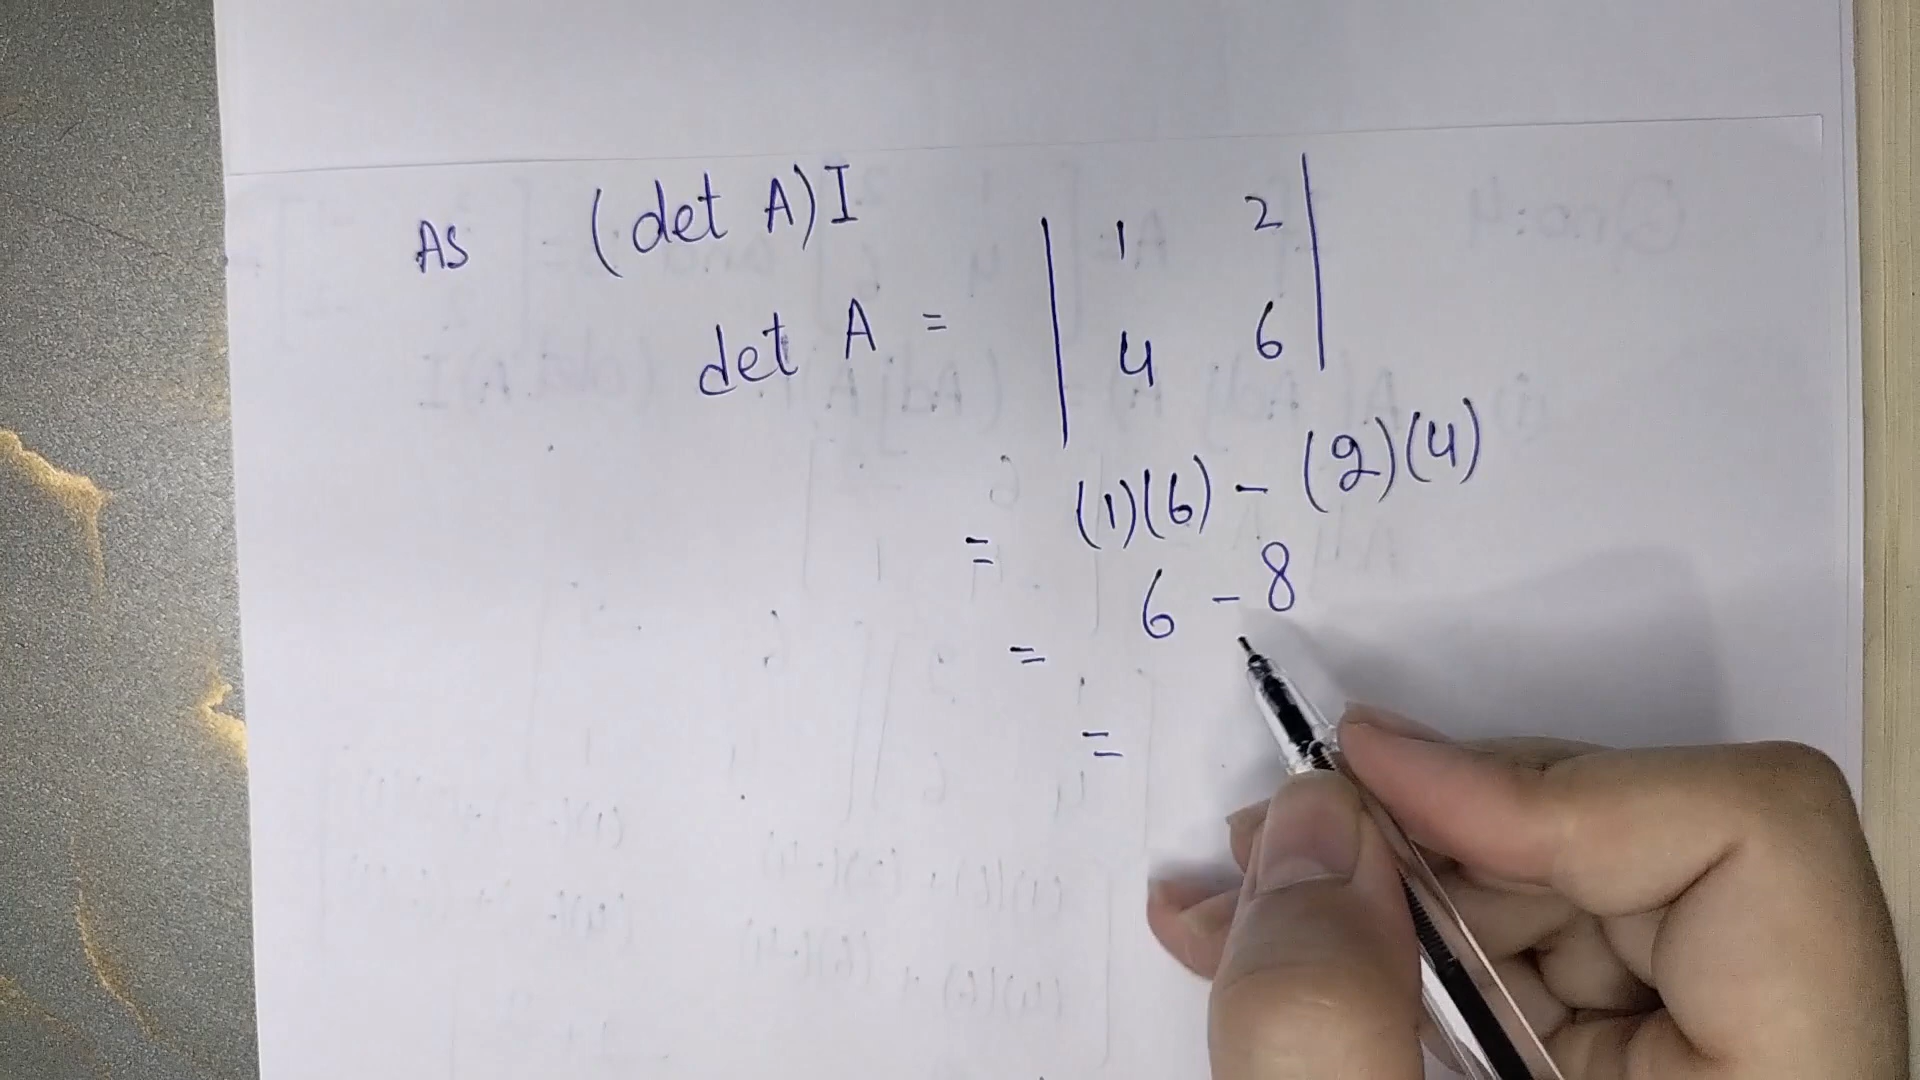 As (det A)I
det A = | 1 2 |
| 4 6 |
= (1)(6) - (2)(4)
= 6 - 8
=